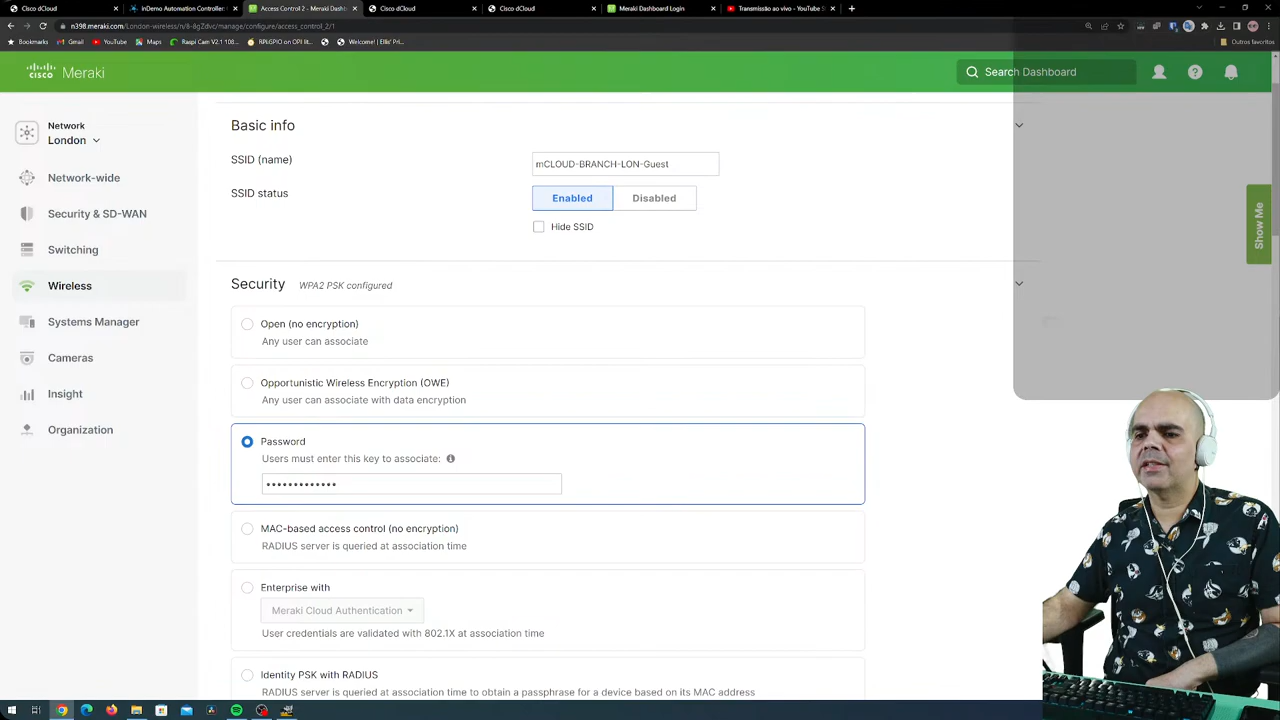 Cisco dCloud
InDemo Automation Controller
Access Control 2 - Meraki Dashb
Cisco dCloud
Cisco dCloud
Meraki Dashboard Login
Transmissão ao vivo - YouTube S
n398.meraki.com/London-wireless/n/8-8gZdvc/manage/configure/access_control_2/1
Bookmarks
Gmail
YouTube
Maps
Raspi Cam V2.1 108...
RPi.GPIO on OPI lit...
Welcome! | Ellis' Pri...
Outros favoritos
CISCO Meraki
Search Dashboard
Network
London
Network-wide
Security & SD-WAN
Switching
Wireless
Systems Manager
Cameras
Insight
Organization
Basic info
SSID (name)
mCLOUD-BRANCH-LON-Guest
SSID status
Enabled
Disabled
Hide SSID
Security WPA2 PSK configured
Open (no encryption)
Any user can associate
Opportunistic Wireless Encryption (OWE)
Any user can associate with data encryption
Password
Users must enter this key to associate:
•••••••••••••
MAC-based access control (no encryption)
RADIUS server is queried at association time
Enterprise with
Meraki Cloud Authentication
User credentials are validated with 802.1X at association time
Identity PSK with RADIUS
RADIUS server is queried at association time to obtain a passphrase for a device based on its MAC address
Show Me